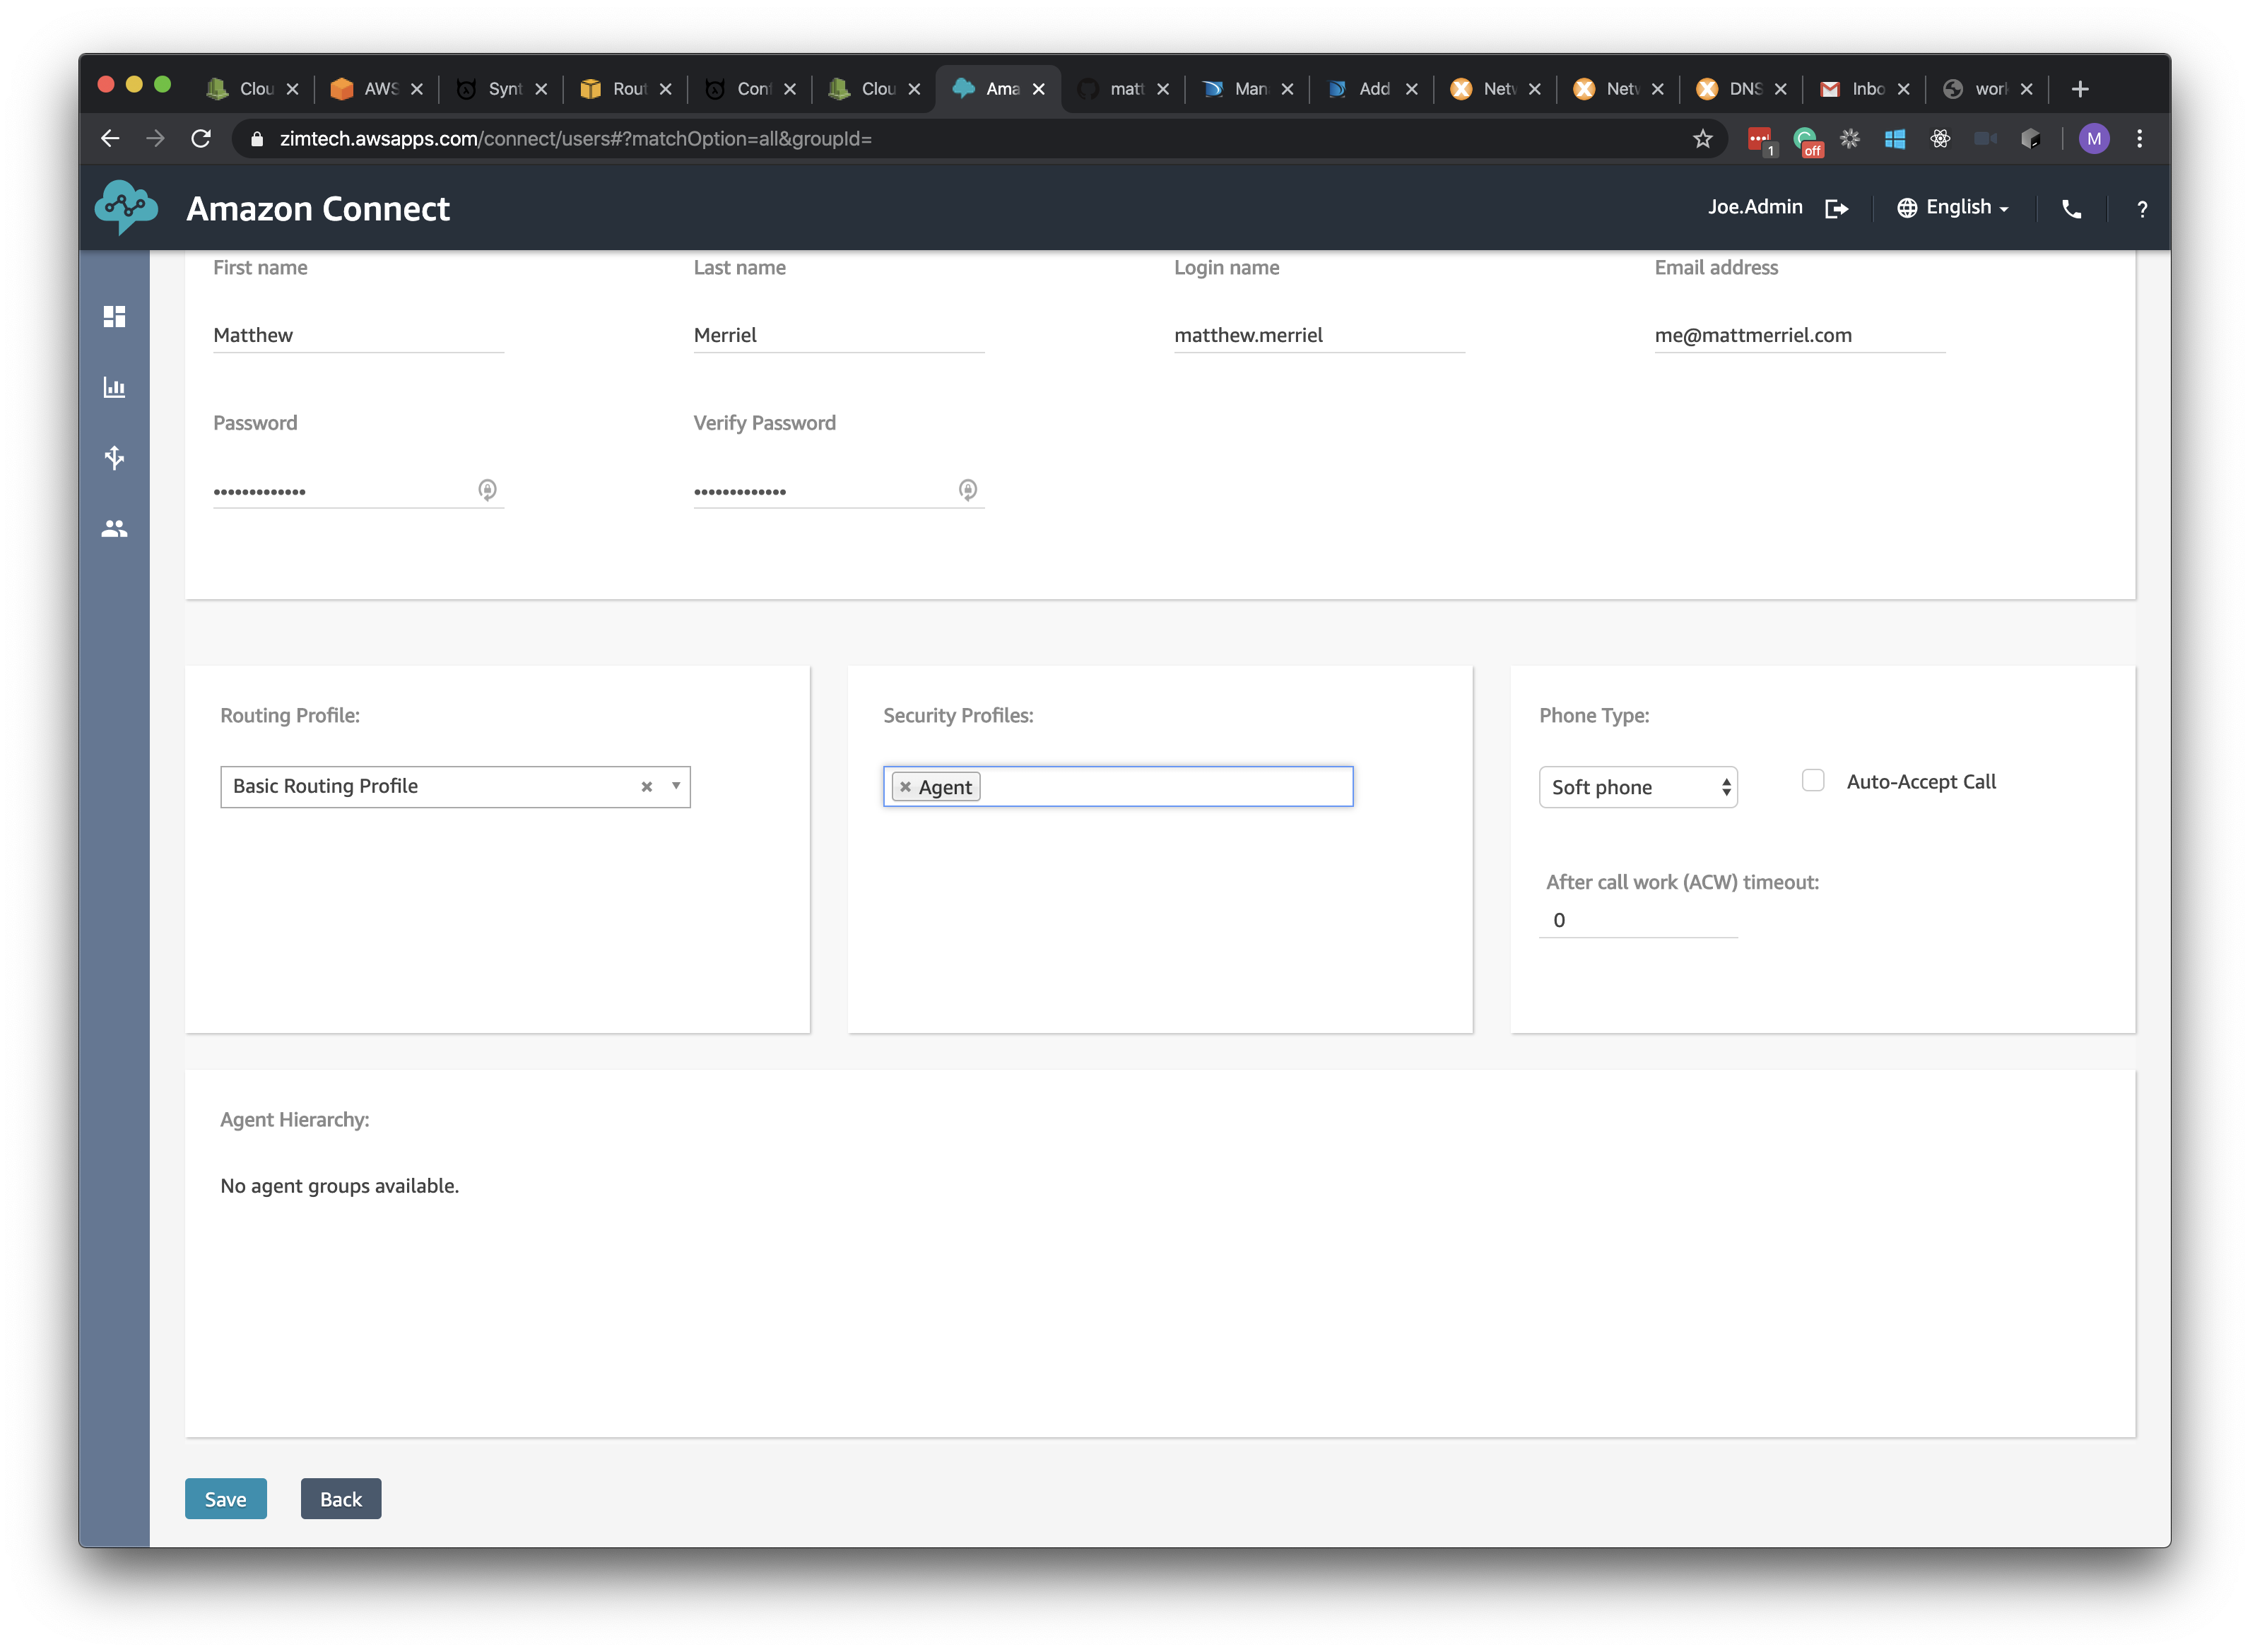 Clou AWS Synt Rout Conf Clou Ama matt Man Add Netw Netw DNS Inbo work
zimtech.awsapps.com/connect/users#?matchOption=all&groupId=
1 off M
Amazon Connect Joe.Admin English ?
First name Last name Login name Email address
Matthew Merriel matthew.merriel me@mattmerriel.com
Password Verify Password
••••••••••••• •••••••••••••
Routing Profile: Security Profiles: Phone Type:
Basic Routing Profile Agent Soft phone Auto-Accept Call
After call work (ACW) timeout:
0
Agent Hierarchy:
No agent groups available.
Save Back